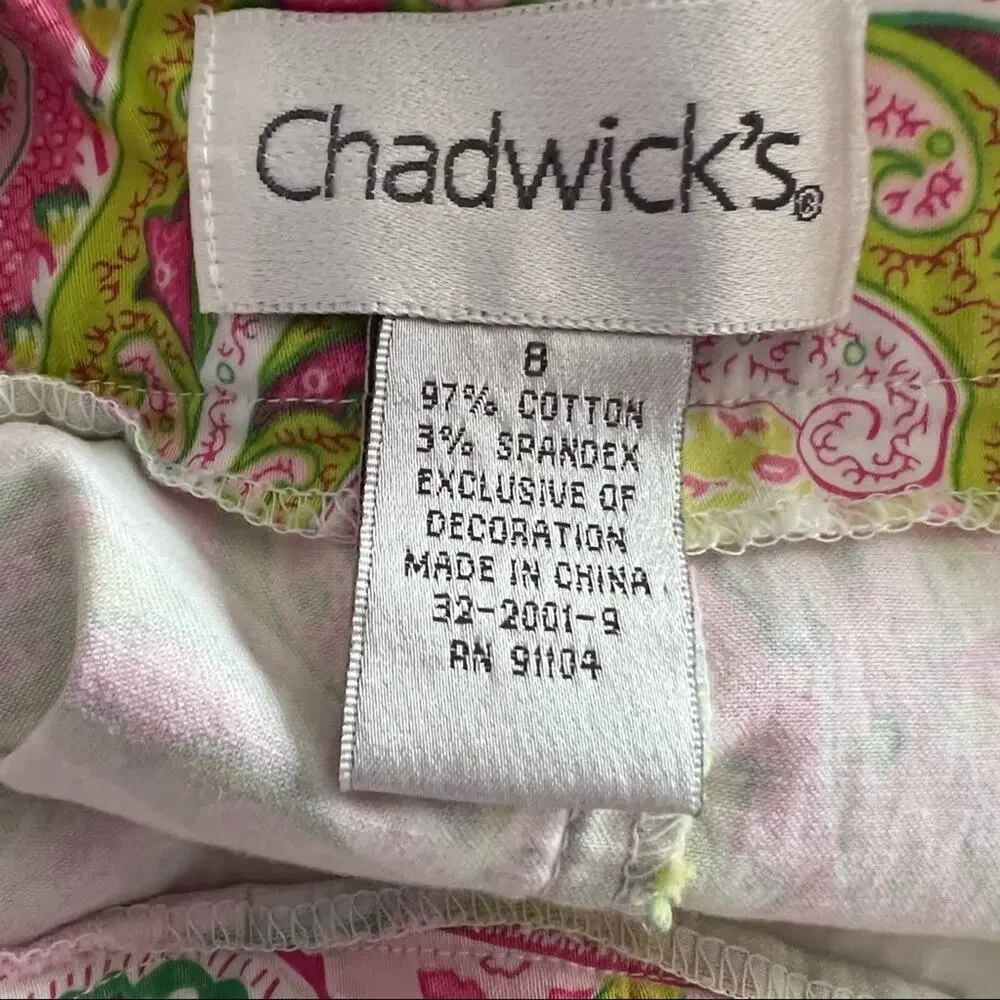 Chadwick's®
8
97% COTTON
3% SPANDEX
EXCLUSIVE OF
DECORATION
MADE IN CHINA
32-2001-9
RN 91104